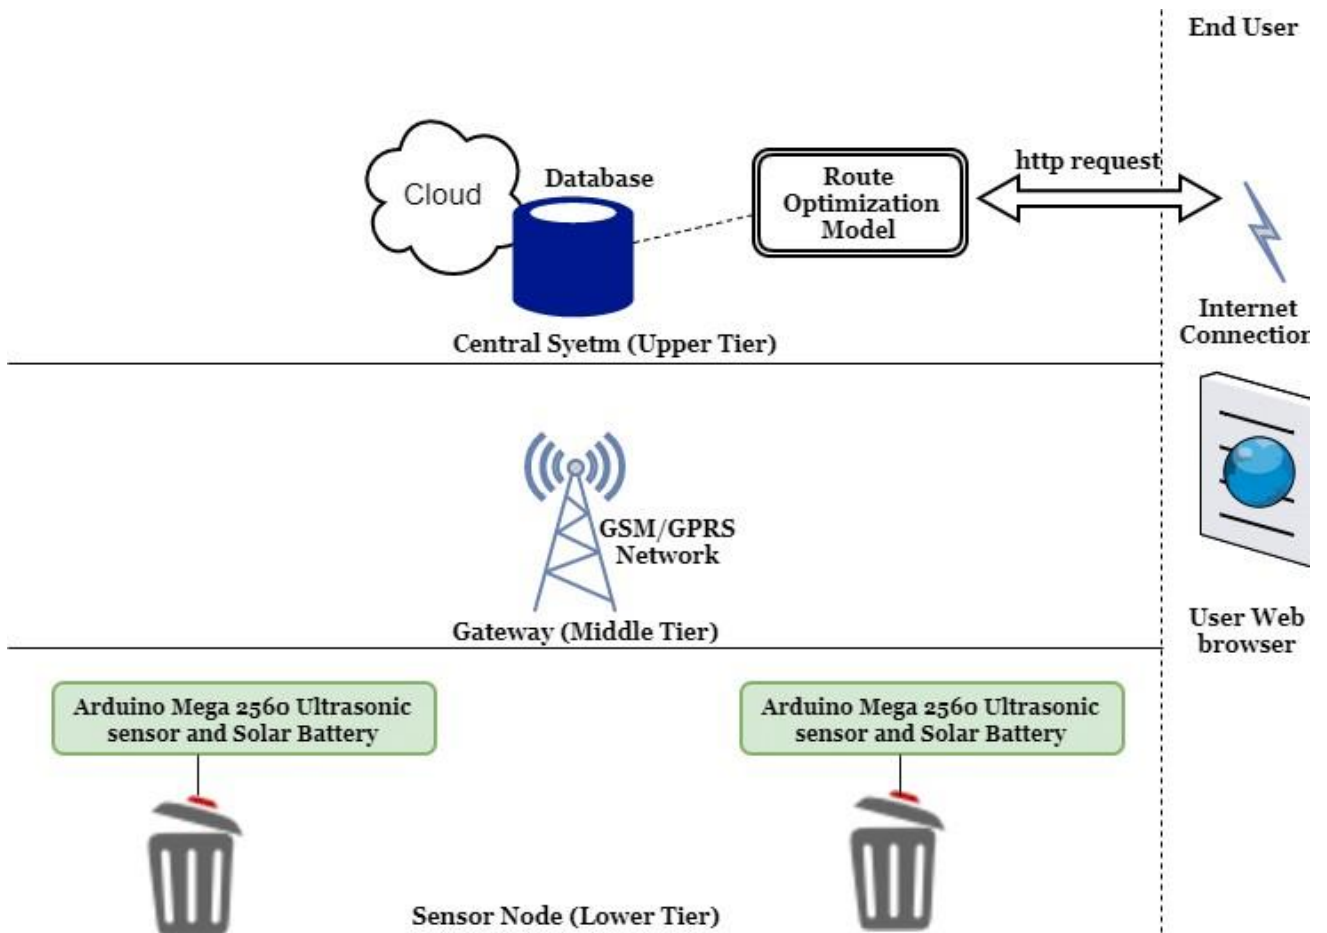 End User
http request
Cloud
Database
Route
Optimization
Model
Internet
Connection
Central Syetm (Upper Tier)
GSM/GPRS
Network
Gateway (Middle Tier)
User Web
browser
Arduino Mega 2560 Ultrasonic
sensor and Solar Battery
Arduino Mega 2560 Ultrasonic
sensor and Solar Battery
Sensor Node (Lower Tier)